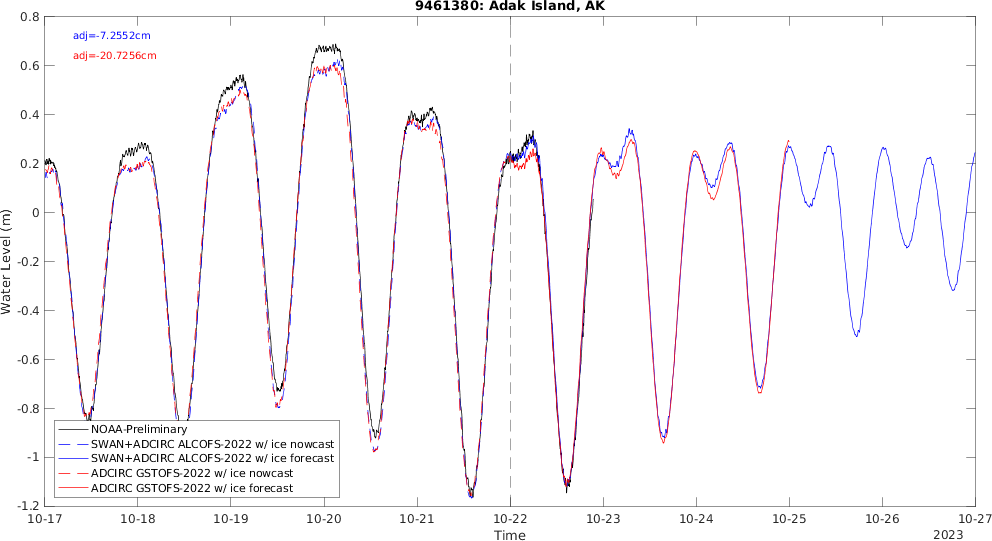 9461380: Adak Island, AK
adj=-7.2552cm
adj=-20.7256cm
0.8
0.6
0.4
0.2
0
-0.2
-0.4
-0.6
-0.8
-1
-1.2
Water Level (m)
NOAA-Preliminary
SWAN+ADCIRC ALCOFS-2022 w/ ice nowcast
SWAN+ADCIRC ALCOFS-2022 w/ ice forecast
ADCIRC GSTOFS-2022 w/ ice nowcast
ADCIRC GSTOFS-2022 w/ ice forecast
10-17 10-18 10-19 10-20 10-21 10-22 10-23 10-24 10-25 10-26 10-27
Time
2023